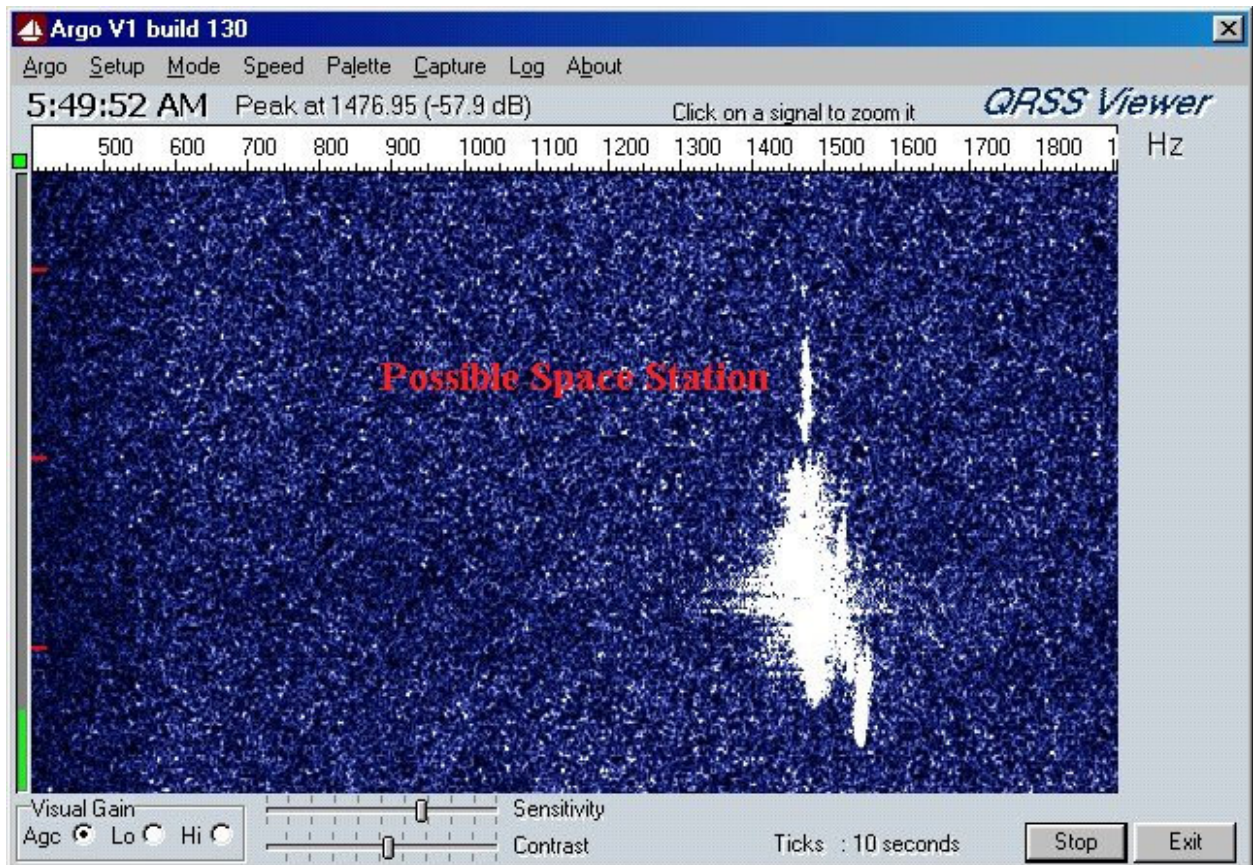 Argo V1 build 130
Argo Setup Mode Speed Palette Capture Log About
5:49:52 AM Peak at 1476.95 (-57.9 dB) Click on a signal to zoom it QRSS Viewer
500 600 700 800 900 1000 1100 1200 1300 1400 1500 1600 1700 1800 1 Hz
Possible Space Station
Visual Gain
Agc Lo Hi
Sensitivity
Contrast
Ticks : 10 seconds
Stop Exit